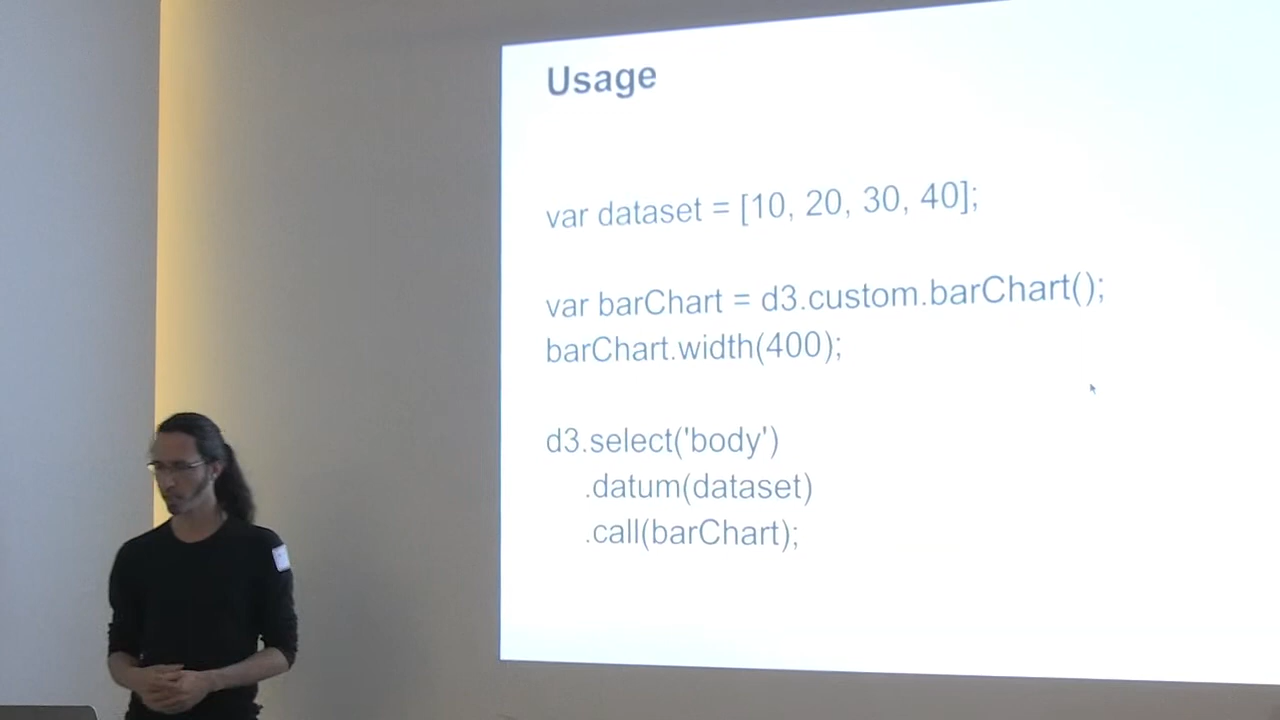 Usage
var dataset = [10, 20, 30, 40];
var barChart = d3.custom.barChart();
barChart.width(400);
d3.select('body')
.datum(dataset)
.call(barChart);